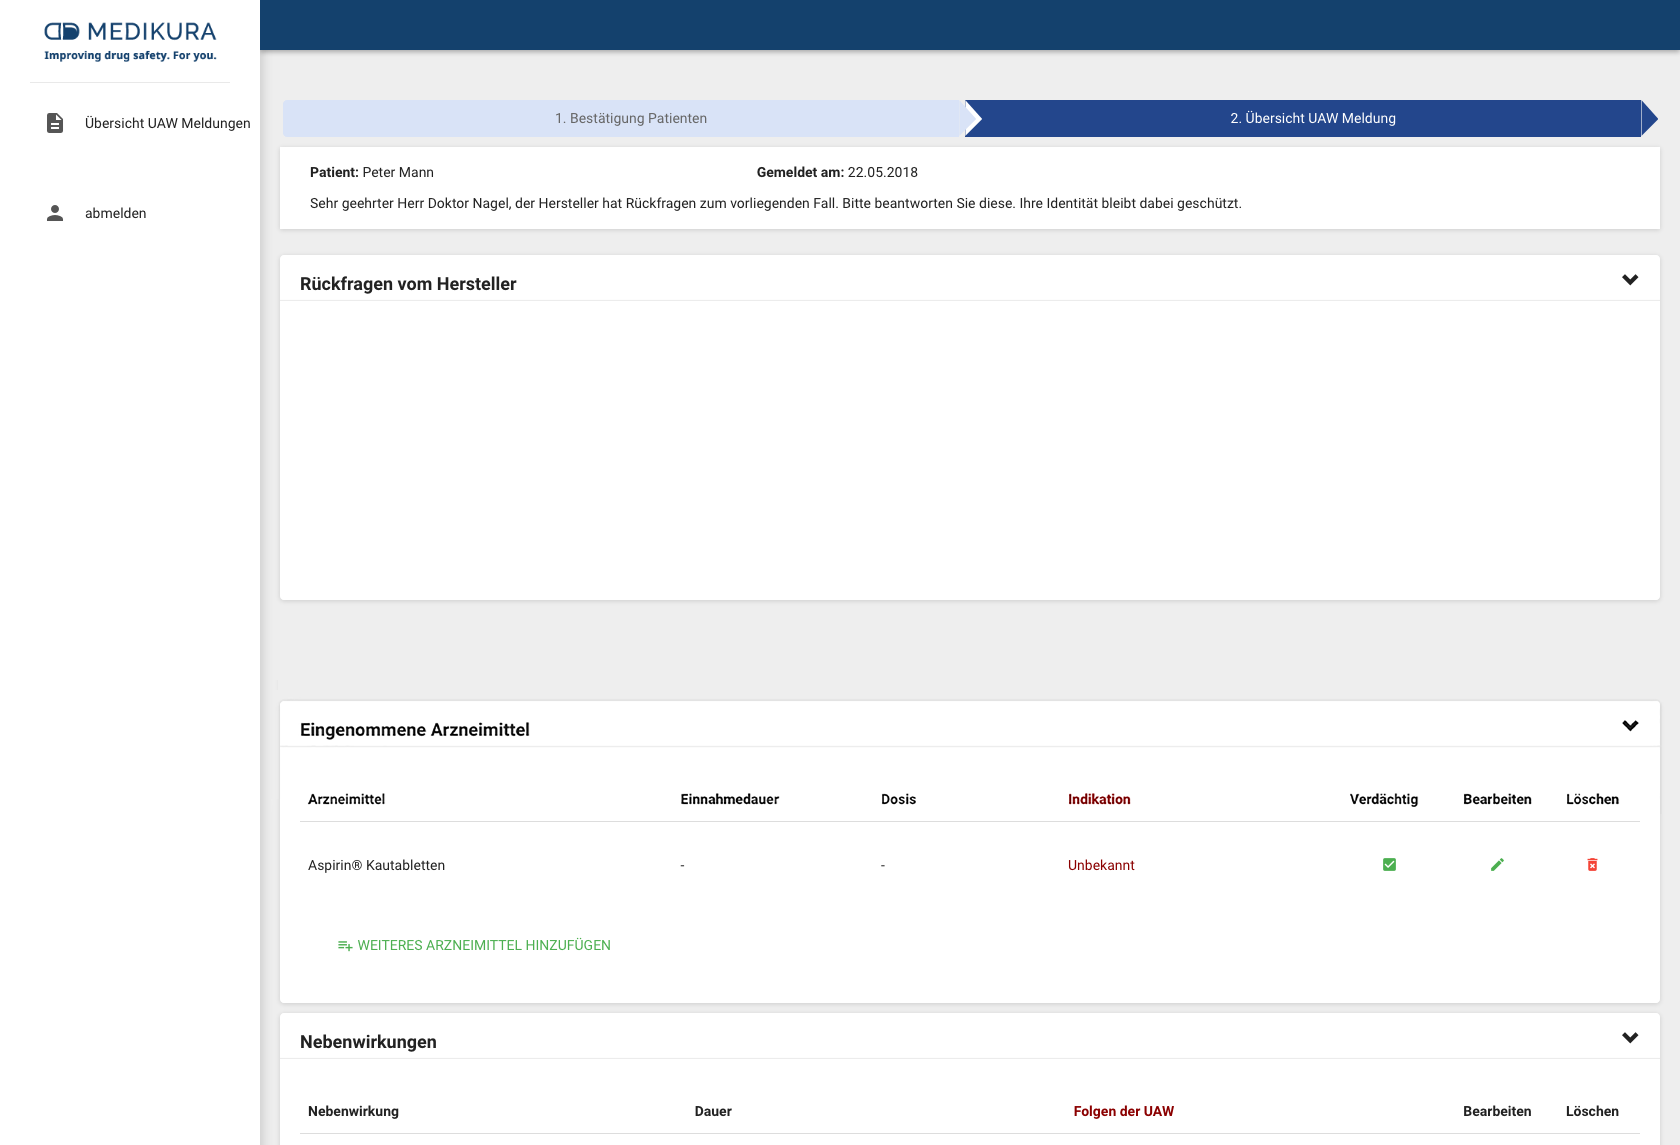 MEDIKURA
Improving drug safety. For you.
Übersicht UAW Meldungen
abmelden
1. Bestätigung Patienten
2. Übersicht UAW Meldung
Patient: Peter Mann
Gemeldet am: 22.05.2018
Sehr geehrter Herr Doktor Nagel, der Hersteller hat Rückfragen zum vorliegenden Fall. Bitte beantworten Sie diese. Ihre Identität bleibt dabei geschützt.
Rückfragen vom Hersteller
Eingenommene Arzneimittel
Arzneimittel Einnahmedauer Dosis Indikation Verdächtig Bearbeiten Löschen
Aspirin® Kautabletten - - Unbekannt
WEITERES ARZNEIMITTEL HINZUFÜGEN
Nebenwirkungen
Nebenwirkung Dauer Folgen der UAW Bearbeiten Löschen